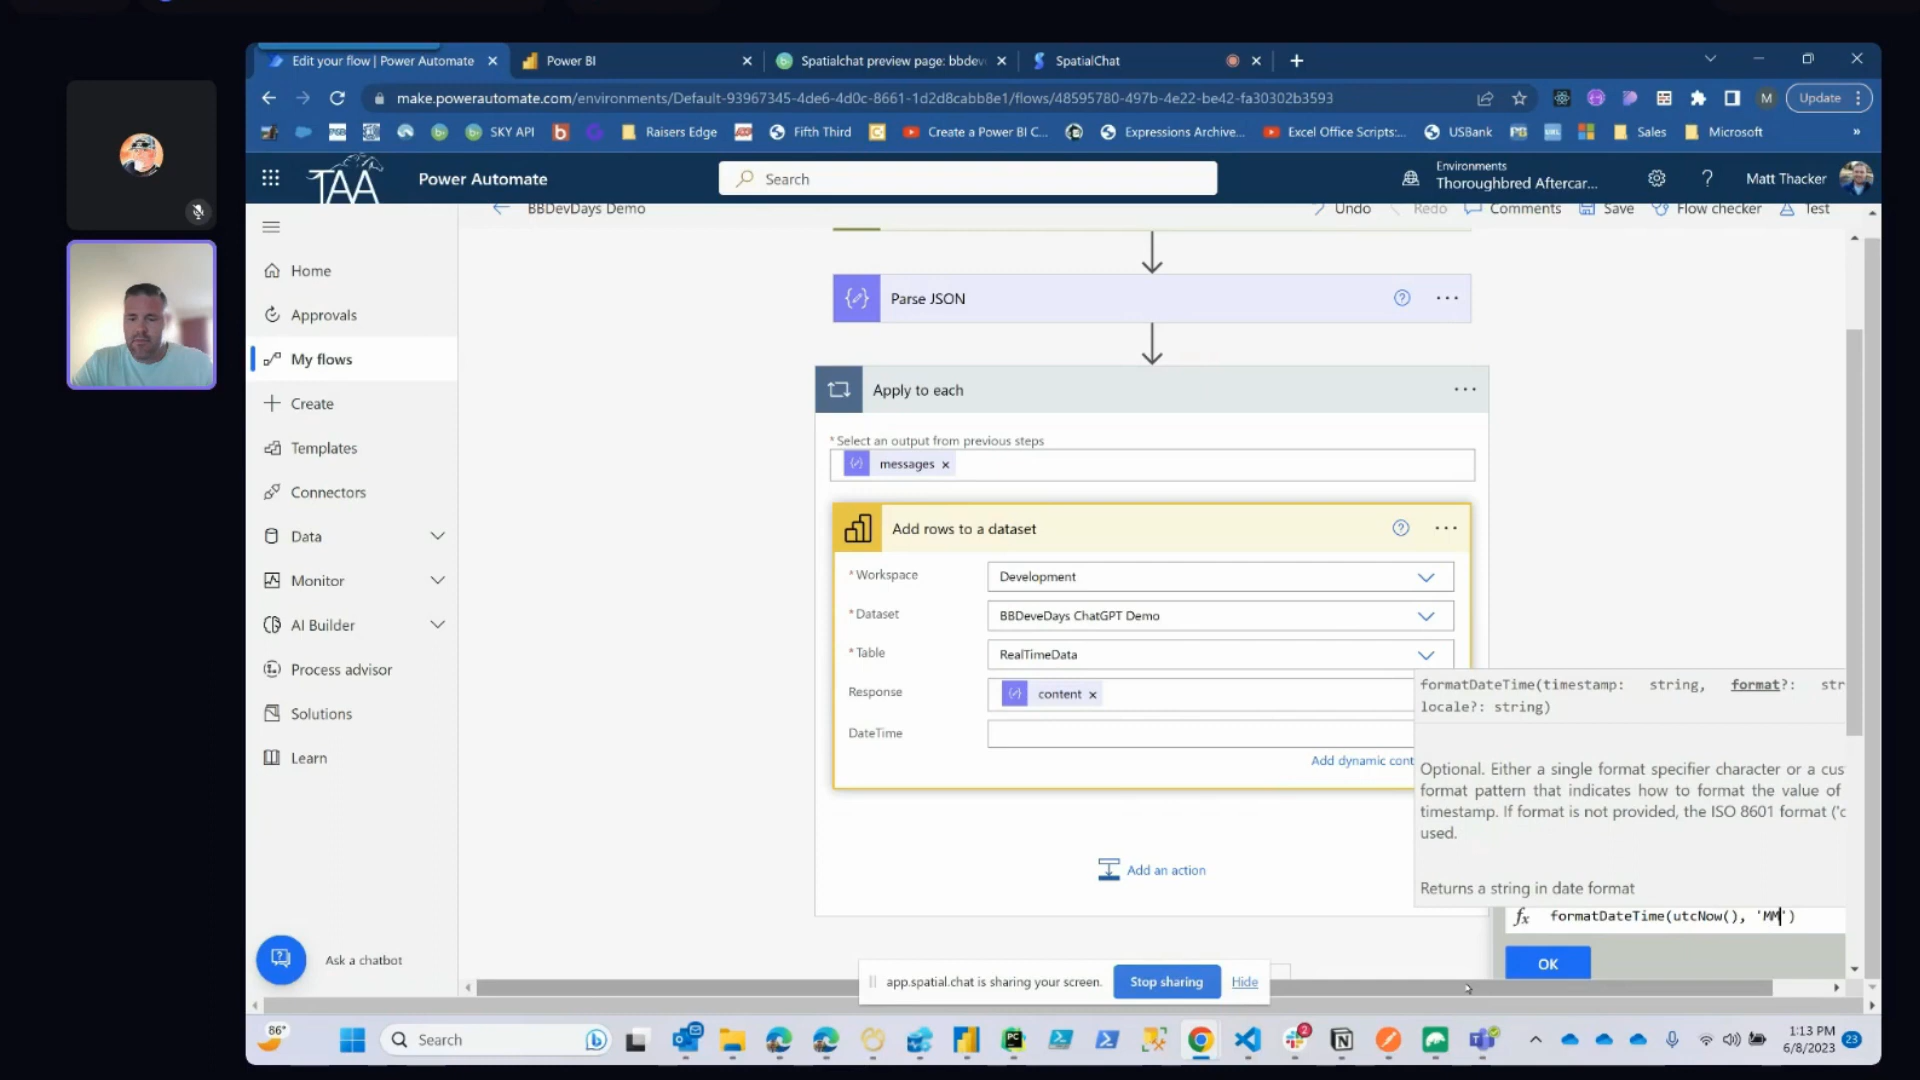 Edit your flow | Power Automate
Power BI
Spatialchat preview page: bbdev
SpatialChat
make.powerautomate.com/environments/Default-93967345-4de6-4d0c-8661-1d2d8cabb8e1/flows/48595780-497b-4e22-be42-fa30302b3593
M
Update
SKY API
Raisers Edge
Fifth Third
Create a Power BI C...
Expressions Archive...
Excel Office Scripts:...
USBank
Sales
Microsoft
»
TAA
Power Automate
Search
Environments
Thoroughbred Aftercar...
?
Matt Thacker
BBDevDays Demo
Undo
Redo
Comments
Save
Flow checker
Test
Home
Approvals
My flows
Create
Templates
Connectors
Data
Monitor
AI Builder
Process advisor
Solutions
Learn
Ask a chatbot
Parse JSON
Apply to each
* Select an output from previous steps
messages
Add rows to a dataset
* Workspace
Development
* Dataset
BBDeveDays ChatGPT Demo
* Table
RealTimeData
Response
content
DateTime
Add dynamic cont
Add an action
formatDateTime(timestamp: string, format?: str
locale?: string)
Optional. Either a single format specifier character or a cus
format pattern that indicates how to format the value of
timestamp. If format is not provided, the ISO 8601 format ('o
used.
Returns a string in date format
fx formatDateTime(utcNow(), 'MM')
OK
app.spatial.chat is sharing your screen.
Stop sharing
Hide
86°
Search
2
1:13 PM
6/8/2023
23